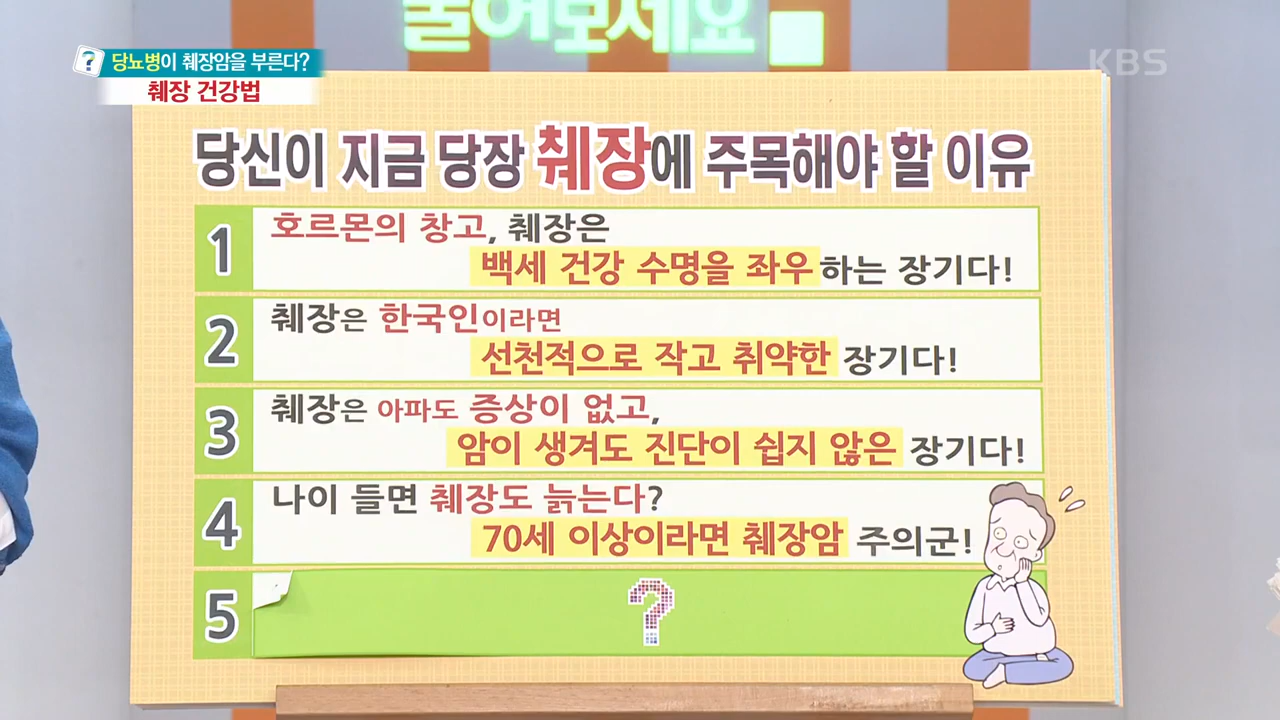 물어보세요
KBS
? 당뇨병이 췌장암을 부른다?
췌장 건강법
당신이 지금 당장 췌장에 주목해야 할 이유
1 호르몬의 창고, 췌장은
백세 건강 수명을 좌우하는 장기다!
2 췌장은 한국인이라면
선천적으로 작고 취약한 장기다!
3 췌장은 아파도 증상이 없고,
암이 생겨도 진단이 쉽지 않은 장기다!
4 나이 들면 췌장도 늙는다?
70세 이상이라면 췌장암 주의군!
5 ?